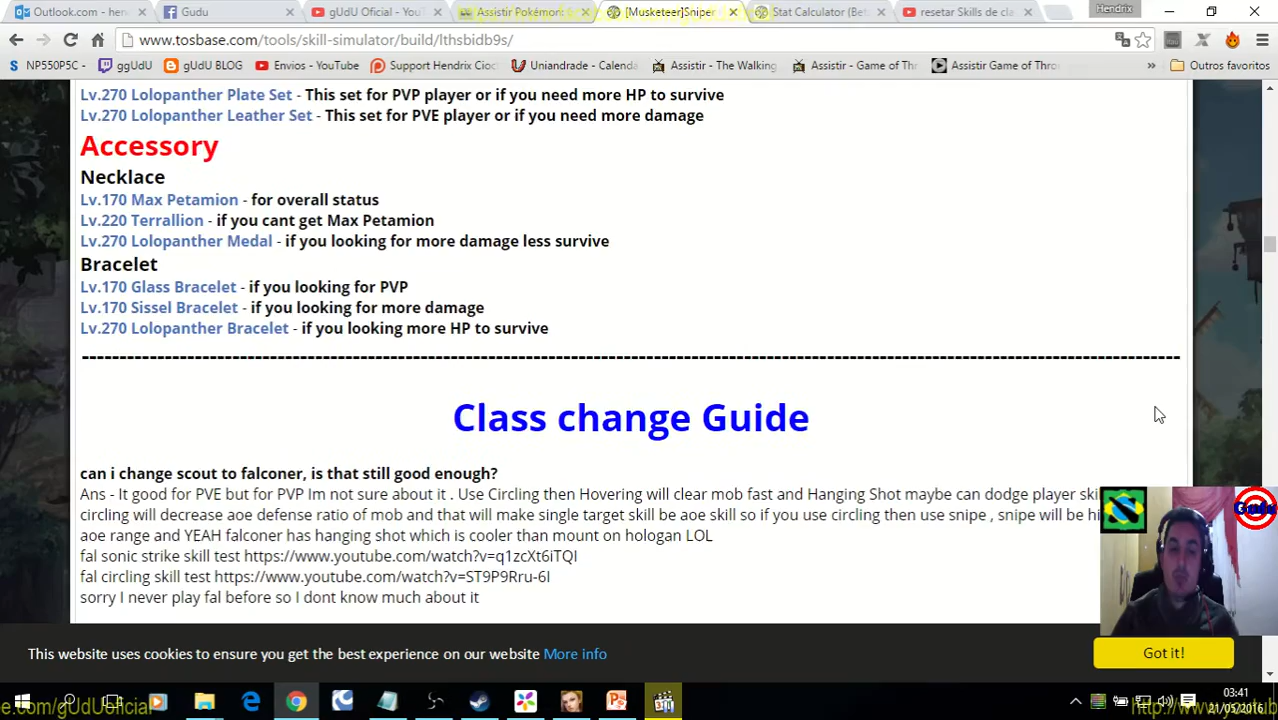 Outlook.com - hen
Gudu
gUdU Oficial - You
Assistir Pokémon:
[Musketeer]Sniper
Stat Calculator (Bet
resetar Skills de cla
Hendrix
www.tosbase.com/tools/skill-simulator/build/lthsbidb9s/
NP550P5C -
ggUdU
gUdU BLOG
Envios - YouTube
Support Hendrix Cioc
Uniandrade - Calenda
Assistir - The Walking
Assistir - Game of Thr
Assistir Game of Thro
Outros favoritos
Lv.270 Lolopanther Plate Set - This set for PVP player or if you need more HP to survive
Lv.270 Lolopanther Leather Set - This set for PVE player or if you need more damage
Accessory
Necklace
Lv.170 Max Petamion - for overall status
Lv.220 Terrallion - if you cant get Max Petamion
Lv.270 Lolopanther Medal - if you looking for more damage less survive
Bracelet
Lv.170 Glass Bracelet - if you looking for PVP
Lv.170 Sissel Bracelet - if you looking for more damage
Lv.270 Lolopanther Bracelet - if you looking more HP to survive
Class change Guide
can i change scout to falconer, is that still good enough?
Ans - It good for PVE but for PVP Im not sure about it . Use Circling then Hovering will clear mob fast and Hanging Shot maybe can dodge player ski
circling will decrease aoe defense ratio of mob and that will make single target skill be aoe skill so if you use circling then use snipe , snipe will be hi
aoe range and YEAH falconer has hanging shot which is cooler than mount on hologan LOL
fal sonic strike skill test https://www.youtube.com/watch?v=q1zcXt6iTQI
fal circling skill test https://www.youtube.com/watch?v=ST9P9Rru-6I
sorry I never play fal before so I dont know much about it
Gudu
This website uses cookies to ensure you get the best experience on our website More info
Got it!
03:41
21/05/2016
e.com/gUdUoficial